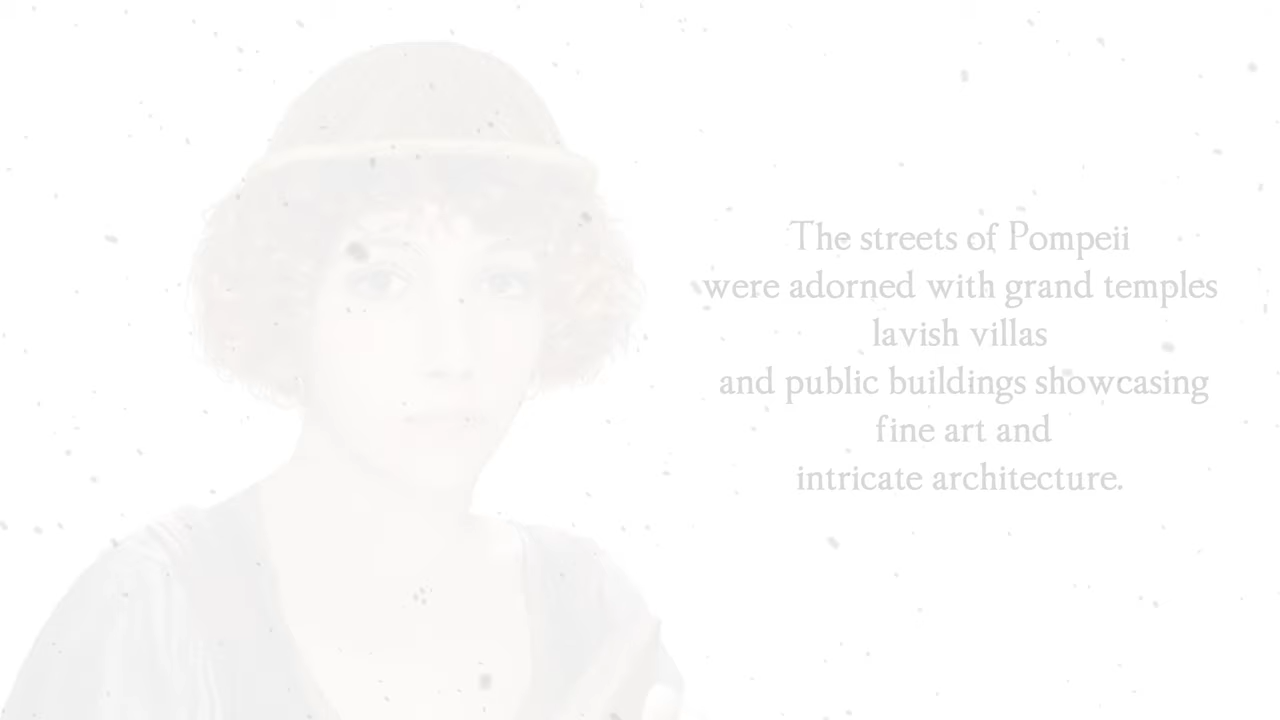 The streets of Pompeii
were adorned with grand temples
lavish villas
and public buildings showcasing
fine art and
intricate architecture.